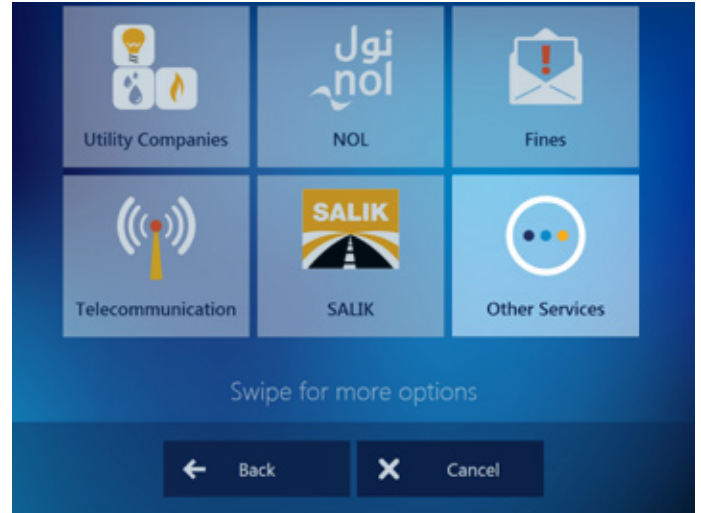 نول
nol
Utility Companies
NOL
Fines
SALIK
Telecommunication
SALIK
Other Services
Swipe for more options
Back
Cancel